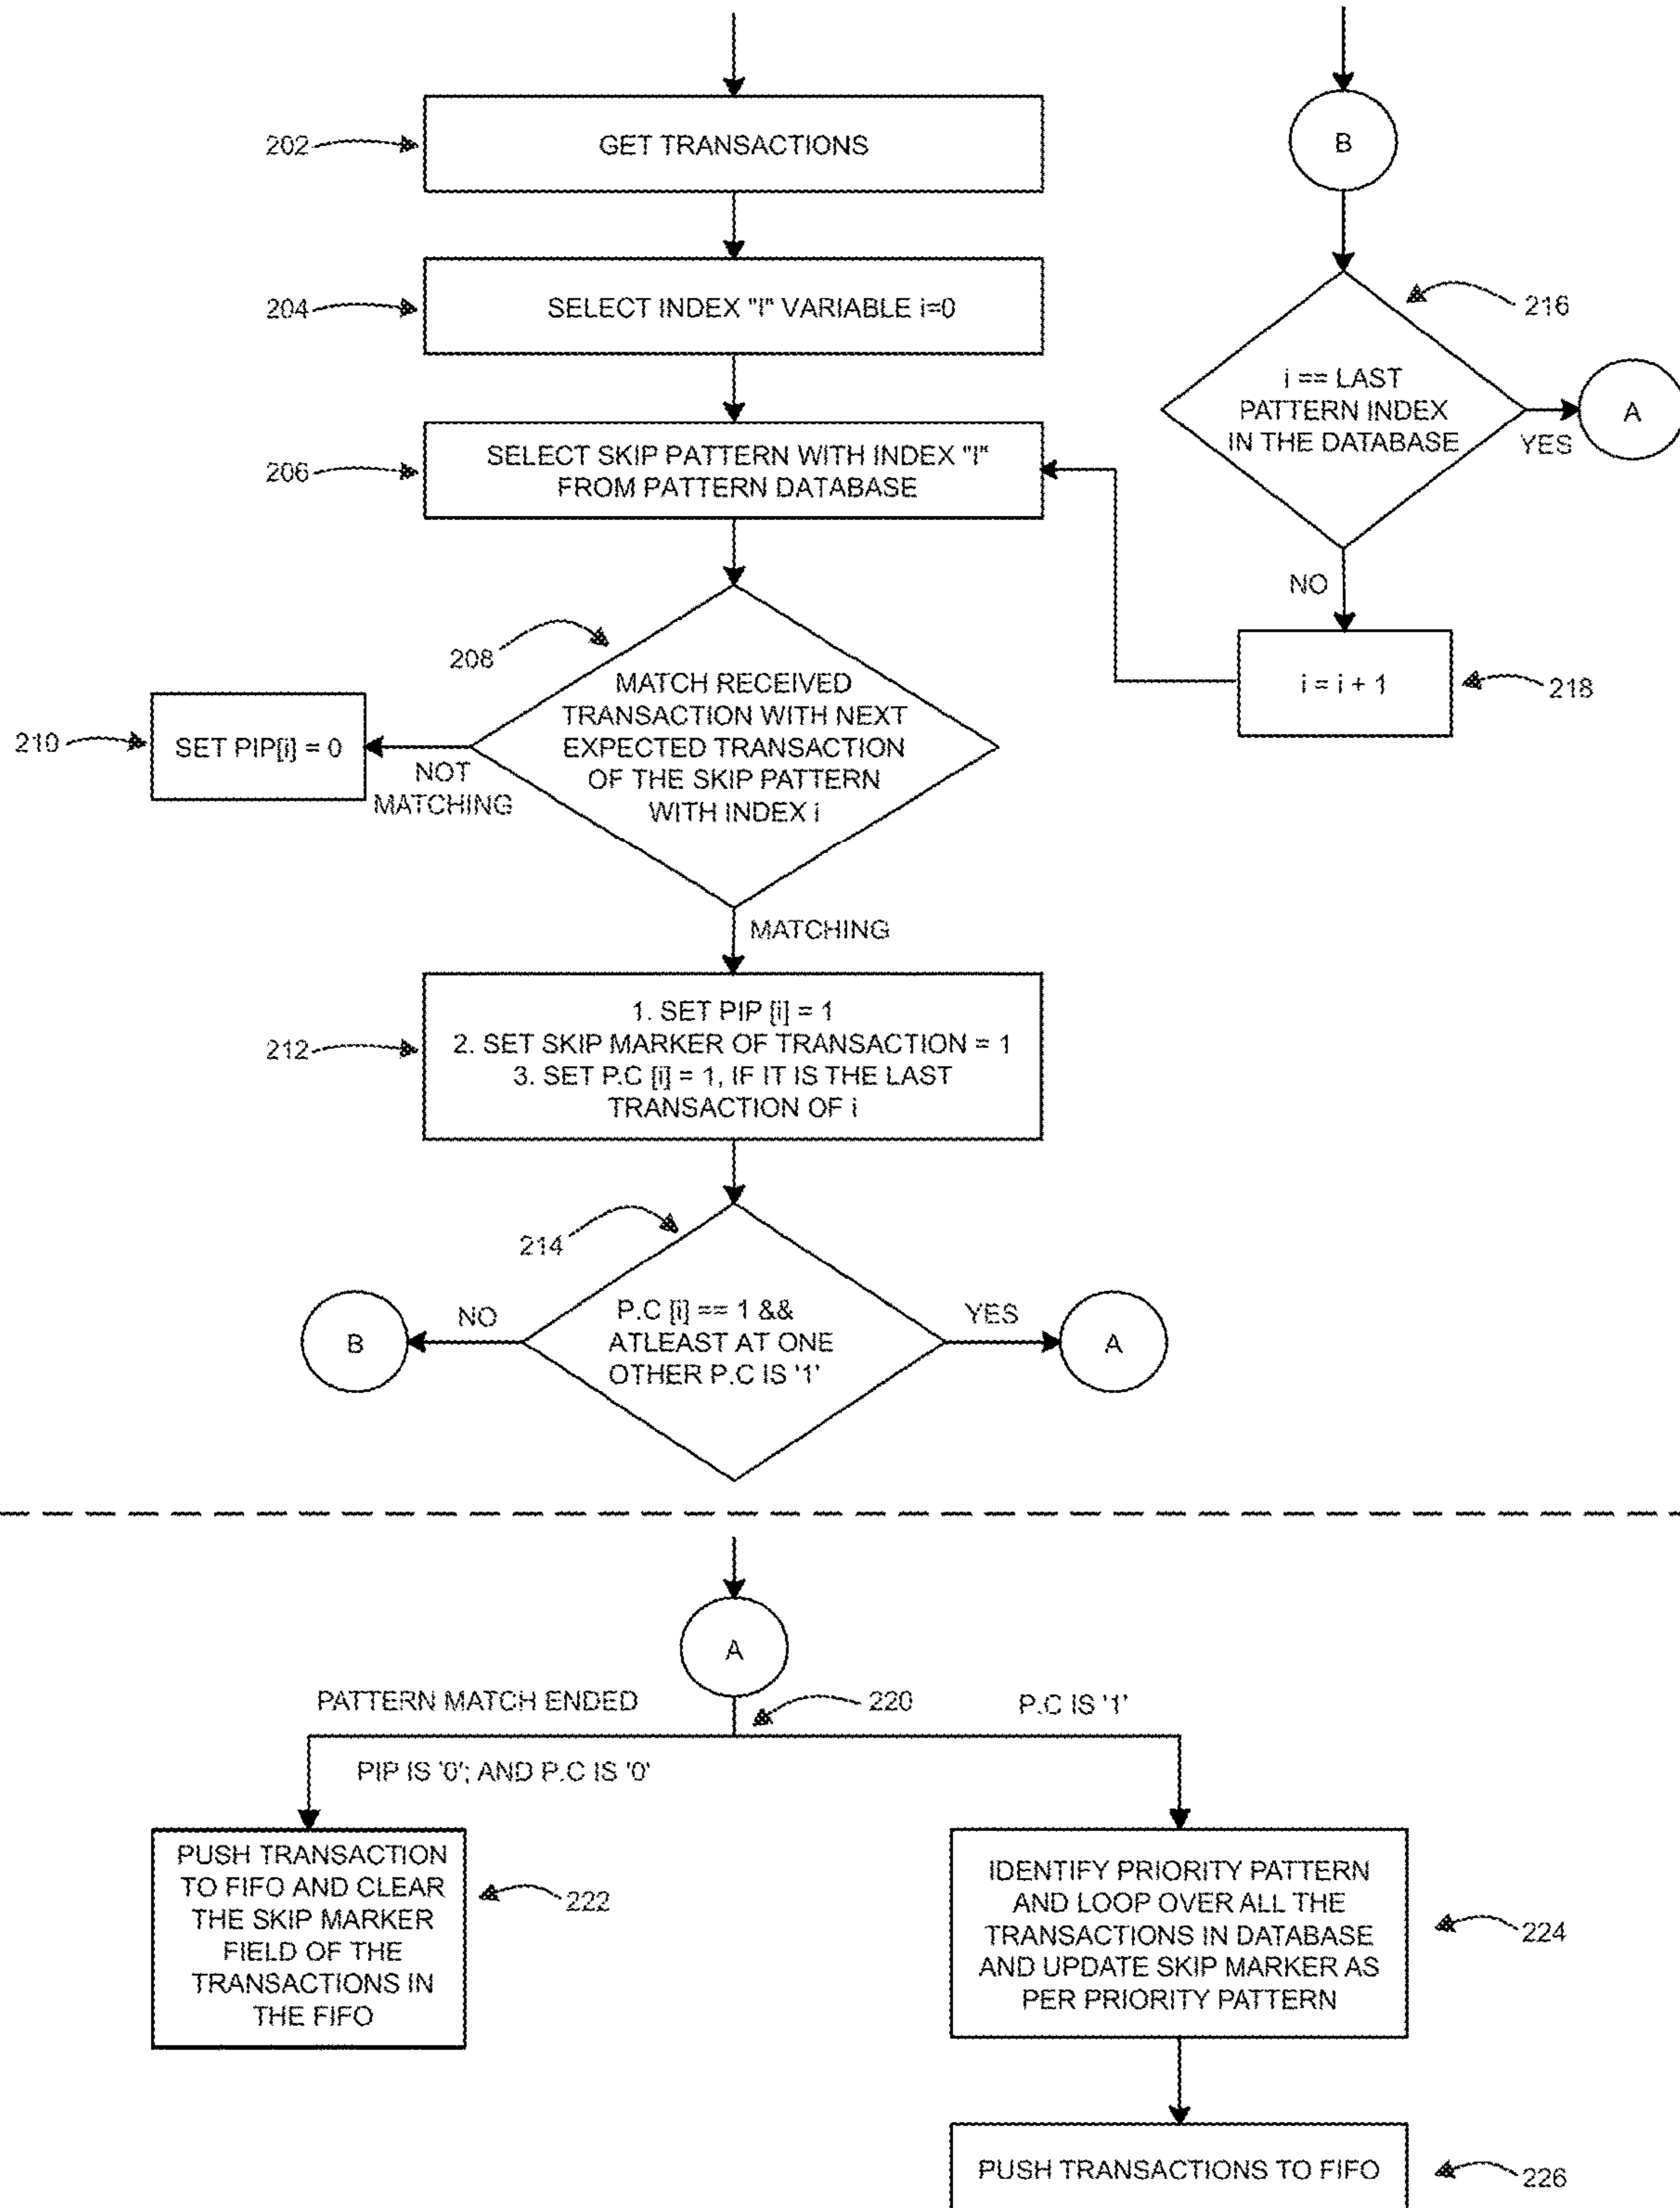 202
GET TRANSACTIONS
204
SELECT INDEX "I" VARIABLE i=0
206
SELECT SKIP PATTERN WITH INDEX "I"
FROM PATTERN DATABASE
208
MATCH RECEIVED
TRANSACTION WITH NEXT
EXPECTED TRANSACTION
OF THE SKIP PATTERN
WITH INDEX i
210
SET PIP[i] = 0
NOT
MATCHING
MATCHING
212
1. SET PIP [i] = 1
2. SET SKIP MARKER OF TRANSACTION = 1
3. SET P.C [i] = 1, IF IT IS THE LAST
TRANSACTION OF i
214
P.C [i] == 1 &&
ATLEAST AT ONE
OTHER P.C IS '1'
NO
B
YES
A
B
216
i == LAST
PATTERN INDEX
IN THE DATABASE
YES
A
NO
i = i + 1
218
A
220
PATTERN MATCH ENDED
PIP IS '0'; AND P.C IS '0'
P.C IS '1'
PUSH TRANSACTION
TO FIFO AND CLEAR
THE SKIP MARKER
FIELD OF THE
TRANSACTIONS IN
THE FIFO
222
IDENTIFY PRIORITY PATTERN
AND LOOP OVER ALL THE
TRANSACTIONS IN DATABASE
AND UPDATE SKIP MARKER AS
PER PRIORITY PATTERN
224
PUSH TRANSACTIONS TO FIFO
226